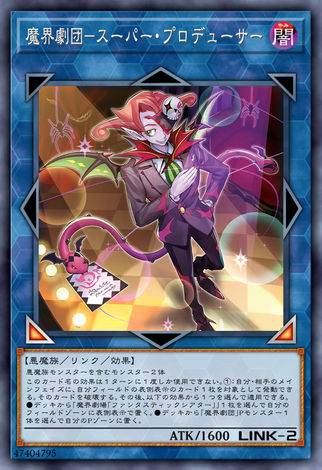 魔界劇団－スーパー・プロデューサー
闇
【悪魔族／リンク／効果】
悪魔族モンスターを含むモンスター２体
このカード名の効果は１ターンに１度しか使用できない。①：自分・相手のメイ
ンフェイズに、自分フィールドの表側表示のカード１枚を対象として発動でき
る。そのカードを破壊する。その後、以下の効果から１つを選んで適用できる。
●デッキから「魔界劇場「ファンタスティックシアター」」１枚を選んで自分の
フィールドゾーンに表側表示で置く。●デッキから「魔界劇団」Pモンスター１
体を選んで自分のPゾーンに置く。
ATK/1600 LINK-2
47404795